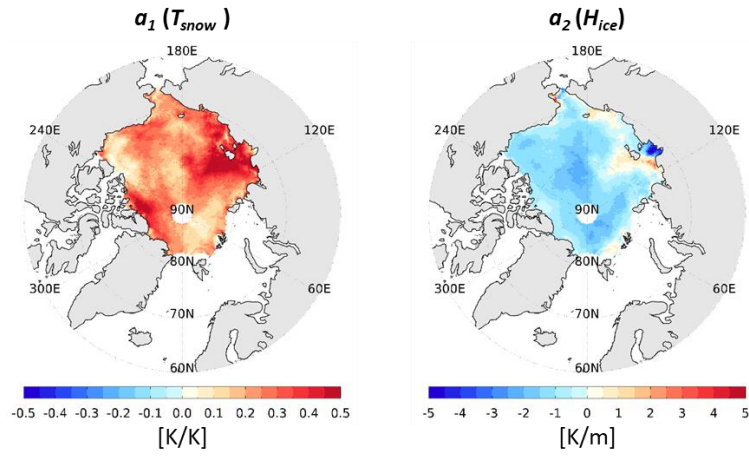 a1 (Tsnow )
180E
240E
120E
90N
80N
300E
60E
70N
60N
-0.5 -0.4 -0.3 -0.2 -0.1 0.0 0.1 0.2 0.3 0.4 0.5
[K/K]
a2 (Hice)
180E
240E
120E
90N
80N
300E
60E
70N
60N
-5 -4 -3 -2 -1 0 1 2 3 4 5
[K/m]